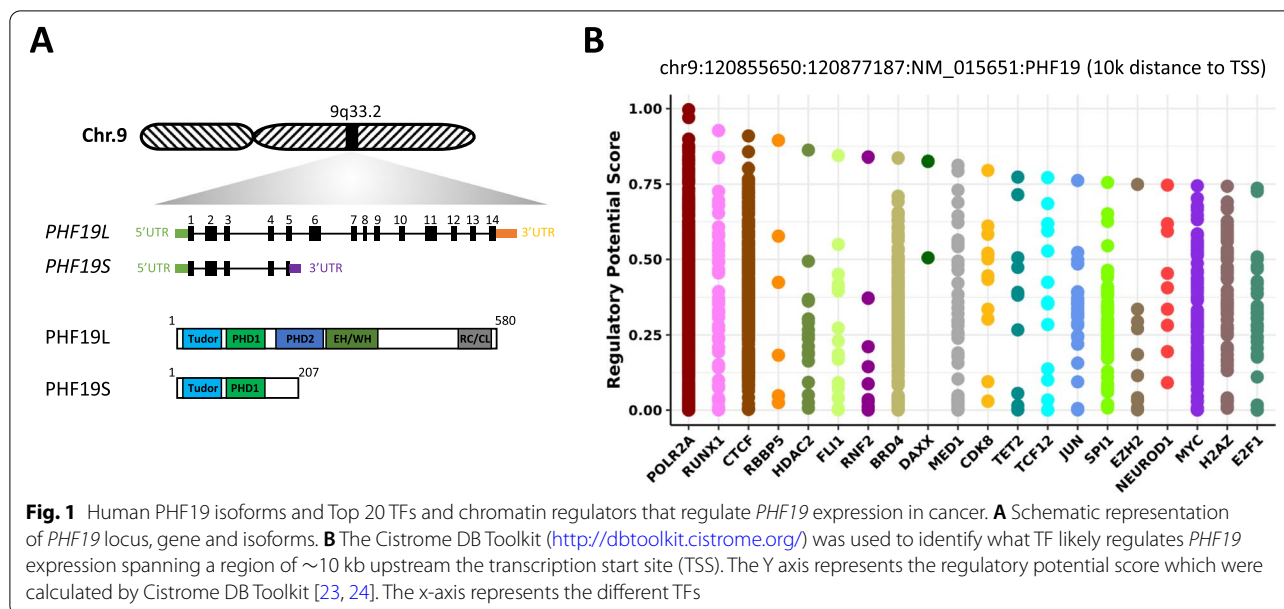 A
9q33.2
Chr.9
1 2 3 4 5 6 7 8 9 10 11 12 13 14
PHF19L 5’UTR 3’UTR
PHF19S 5’UTR 3’UTR
1 580
PHF19L Tudor PHD1 PHD2 EH/WH RC/CL
1 207
PHF19S Tudor PHD1
B
chr9:120855650:120877187:NM_015651:PHF19 (10k distance to TSS)
Regulatory Potential Score
1.00
0.75
0.50
0.25
0.00
POLR2A RUNX1 CTCF RBBP5 HDAC2 FLI1 RNF2 BRD4 DAXX MED1 CDK8 TET2 TCF12 JUN SPI1 EZH2 NEUROD1 MYC H2AZ E2F1
Fig. 1 Human PHF19 isoforms and Top 20 TFs and chromatin regulators that regulate PHF19 expression in cancer. A Schematic representation
of PHF19 locus, gene and isoforms. B The Cistrome DB Toolkit (http://dbtoolkit.cistrome.org/) was used to identify what TF likely regulates PHF19
expression spanning a region of ∼10 kb upstream the transcription start site (TSS). The Y axis represents the regulatory potential score which were
calculated by Cistrome DB Toolkit [23, 24]. The x-axis represents the different TFs